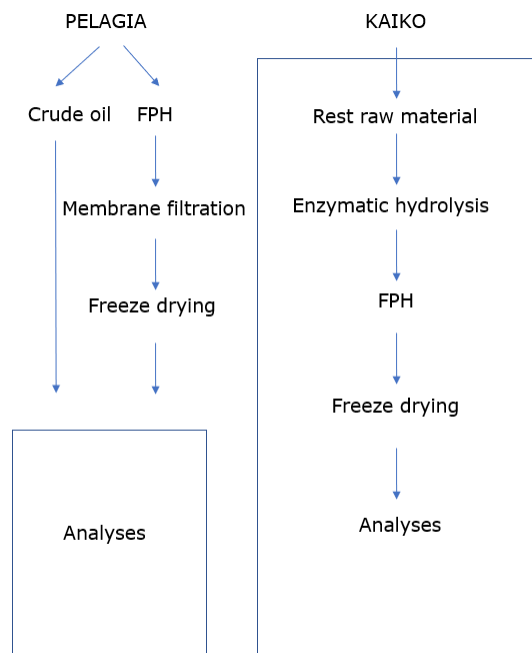 PELAGIA
Crude oil
FPH
Membrane filtration
Freeze drying
Analyses
KAIKO
Rest raw material
Enzymatic hydrolysis
FPH
Freeze drying
Analyses